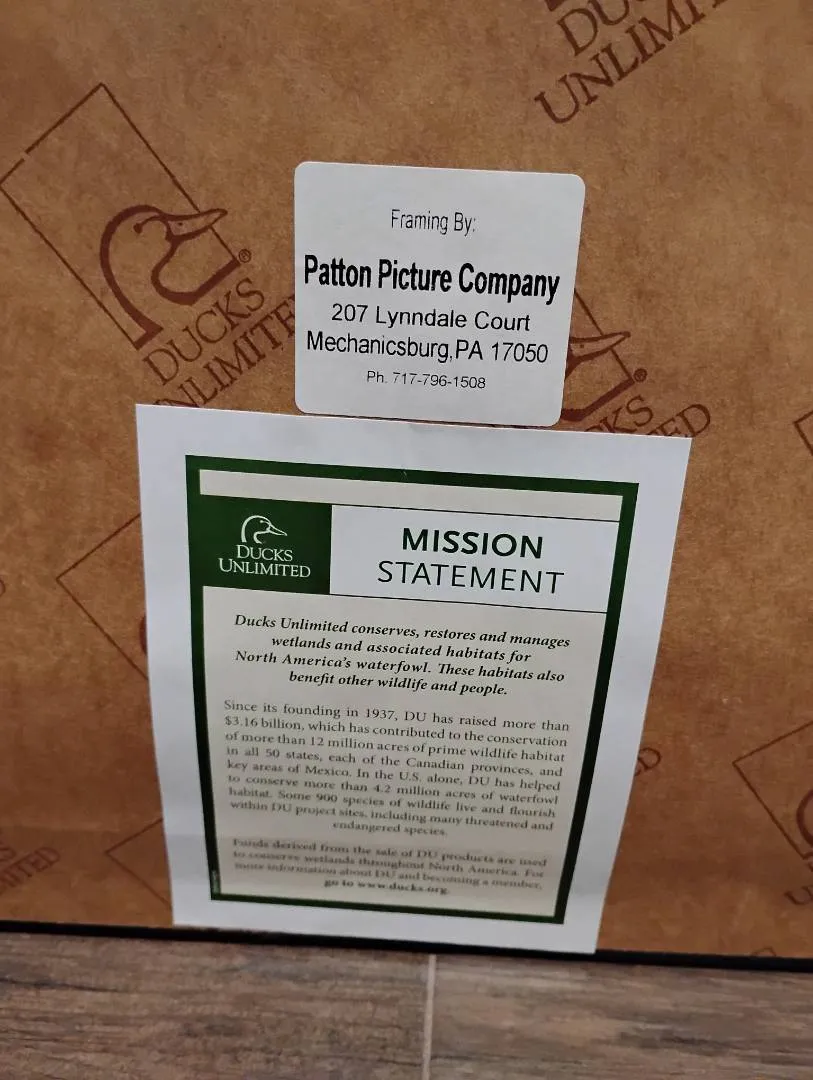 DUCKS
UNLIMI
DUCKS
UNLIMITE
Framing By:
Patton Picture Company
207 Lynndale Court
Mechanicsburg,PA 17050
Ph. 717-796-1508
DUCKS
UNLIMITED
MISSION
STATEMENT
Ducks Unlimited conserves, restores and manages
wetlands and associated habitats for
North America's waterfowl. These habitats also
benefit other wildlife and people.
Since its founding in 1937, DU has raised more than
$3.16 billion, which has contributed to the conservation
of more than 12 million acres of prime wildlife habitat
in all 50 states, each of the Canadian provinces, and
key areas of Mexico. In the U.S. alone, DU has helped
to conserve more than 4.2 million acres of waterfowl
habitat. Some 900 species of wildlife live and flourish
within DU project sites, including many threatened and
endangered species.
Funds derived from the sale of DU products are used
to conserve wetlands throughout North America. For
more information about DU and becoming a member,
go to www.ducks.org.